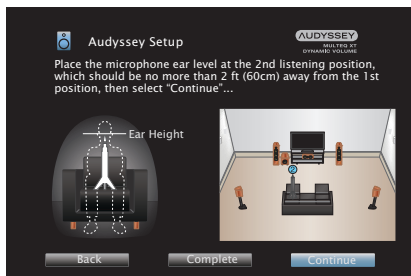 Audyssey Setup
AUDYSSEY
MULTEQ XT
DYNAMIC VOLUME
Place the microphone ear level at the 2nd listening position,
which should be no more than 2 ft (60cm) away from the 1st
position, then select “Continue”...
Ear Height
2
Back
Complete
Continue